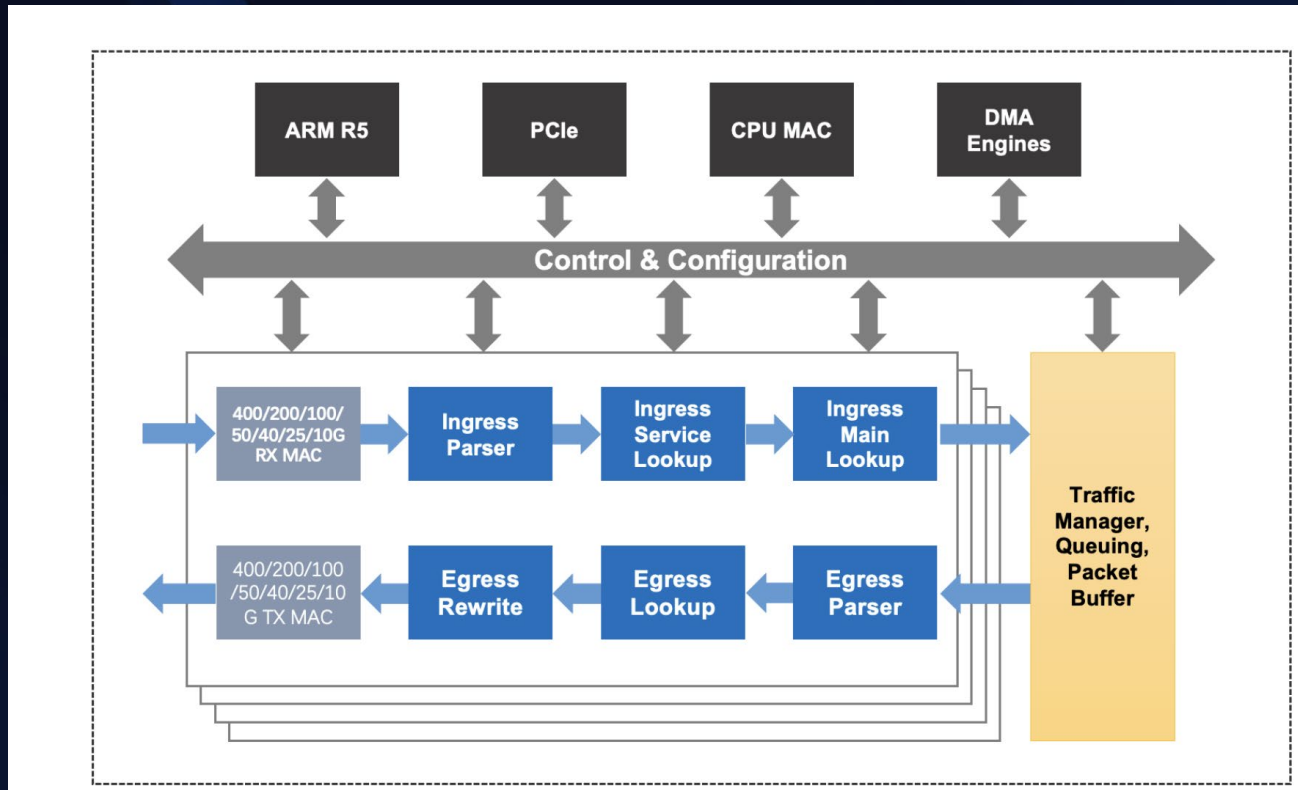 ARM R5
PCIe
CPU MAC
DMA
Engines
Control & Configuration
400/200/100/
50/40/25/10G
RX MAC
Ingress
Parser
Ingress
Service
Lookup
Ingress
Main
Lookup
Traffic
Manager,
Queuing,
Packet
Buffer
400/200/100
/50/40/25/10
G TX MAC
Egress
Rewrite
Egress
Lookup
Egress
Parser